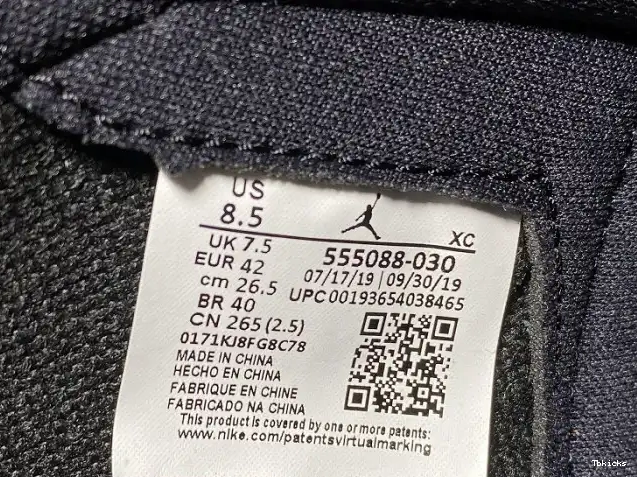 US
8.5
XC
UK 7.5
555088-030
EUR 42
07/17/19 | 09/30/19
cm 26.5
UPC00193654038465
BR 40
CN 265 (2.5)
0171KJ8FG8C78
MADE IN CHINA
HECHO EN CHINA
FABRIQUE EN CHINE
FABRICADO NA CHINA
This product is covered by one or more patents:
www.nike.com/patentsvirtualmarking
Tbkicks